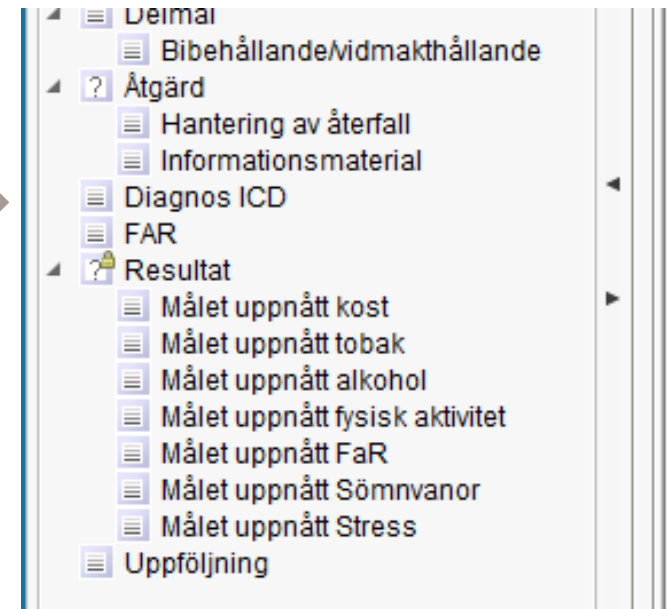 Delmål
Bibehållande/vidmakthållande
Åtgärd
Hantering av återfall
Informationsmaterial
Diagnos ICD
FAR
Resultat
Målet uppnått kost
Målet uppnått tobak
Målet uppnått alkohol
Målet uppnått fysisk aktivitet
Målet uppnått FaR
Målet uppnått Sömnvanor
Målet uppnått Stress
Uppföljning